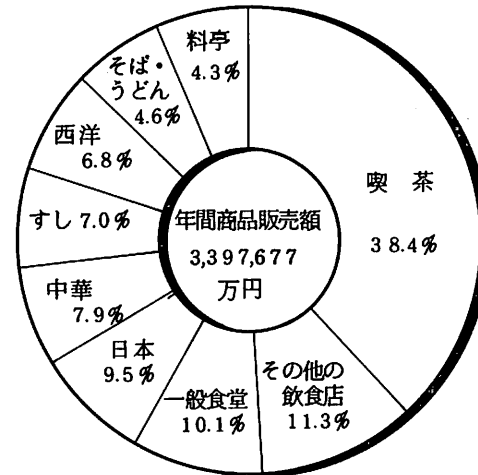 喫茶
38.4%
その他の
飲食店
11.3%
一般食堂
10.1%
日本
9.5%
中華
7.9%
すし 7.0%
西洋
6.8%
そば・
うどん
4.6%
料亭
4.3%
年間商品販売額
3,397,677
万円